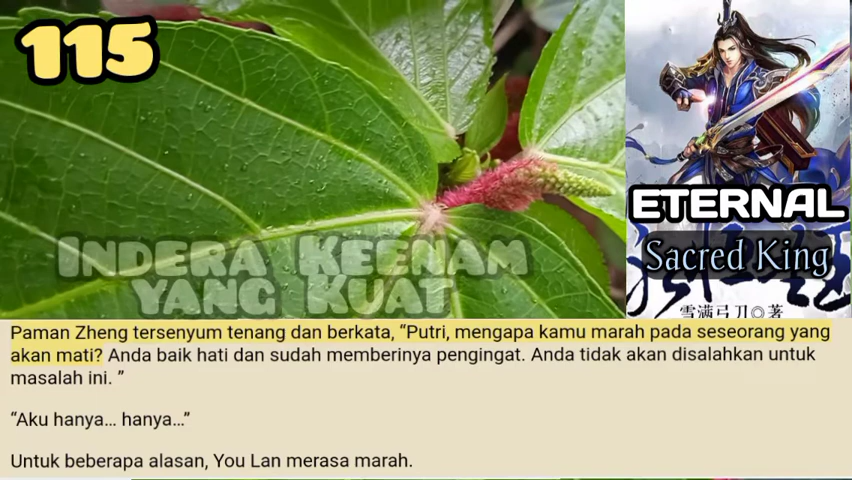 115
INDERA KEENAM
YANG KUAT
ETERNAL
Sacred King
雪满弓刀◎著
Paman Zheng tersenyum tenang dan berkata, “Putri, mengapa kamu marah pada seseorang yang
akan mati? Anda baik hati dan sudah memberinya pengingat. Anda tidak akan disalahkan untuk
masalah ini. ”
“Aku hanya… hanya…”
Untuk beberapa alasan, You Lan merasa marah.